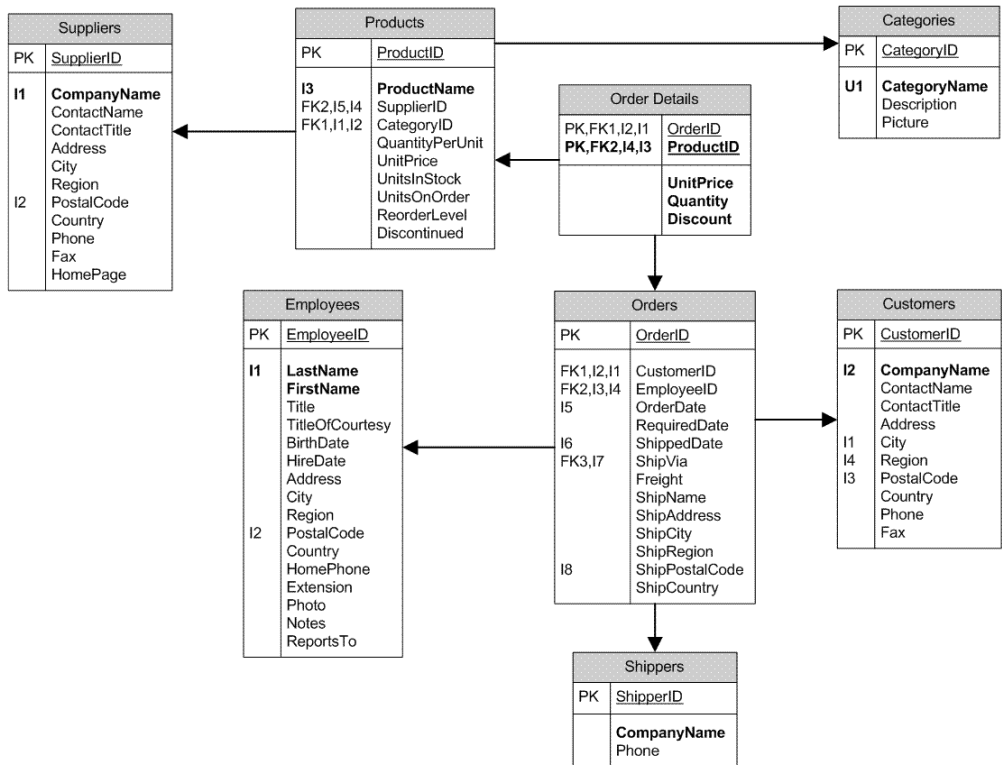 Suppliers
PK SupplierID
I1 CompanyName
ContactName
ContactTitle
Address
City
Region
I2 PostalCode
Country
Phone
Fax
HomePage
Products
PK ProductID
I3 ProductName
FK2,I5,I4 SupplierID
FK1,I1,I2 CategoryID
QuantityPerUnit
UnitPrice
UnitsInStock
UnitsOnOrder
ReorderLevel
Discontinued
Order Details
PK,FK1,I2,I1 OrderID
PK,FK2,I4,I3 ProductID
UnitPrice
Quantity
Discount
Categories
PK CategoryID
U1 CategoryName
Description
Picture
Employees
PK EmployeeID
I1 LastName
FirstName
Title
TitleOfCourtesy
BirthDate
HireDate
Address
City
Region
I2 PostalCode
Country
HomePhone
Extension
Photo
Notes
ReportsTo
Orders
PK OrderID
FK1,I2,I1 CustomerID
FK2,I3,I4 EmployeeID
I5 OrderDate
RequiredDate
I6 ShippedDate
FK3,I7 ShipVia
Freight
ShipName
ShipAddress
ShipCity
ShipRegion
I8 ShipPostalCode
ShipCountry
Customers
PK CustomerID
I2 CompanyName
ContactName
ContactTitle
Address
I1 City
I4 Region
I3 PostalCode
Country
Phone
Fax
Shippers
PK ShipperID
CompanyName
Phone